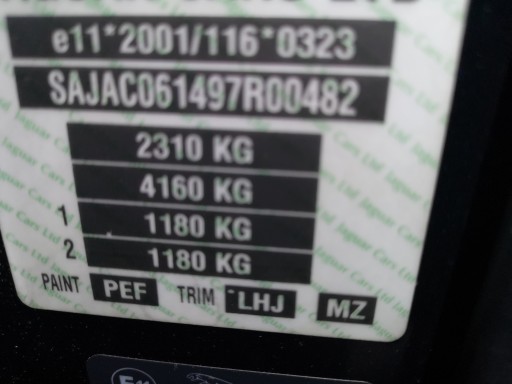 e11*2001/116*0323
SAJAC061497R00482
2310 KG
4160 KG
1 1180 KG
2 1180 KG
PAINT PEF TRIM LHJ MZ